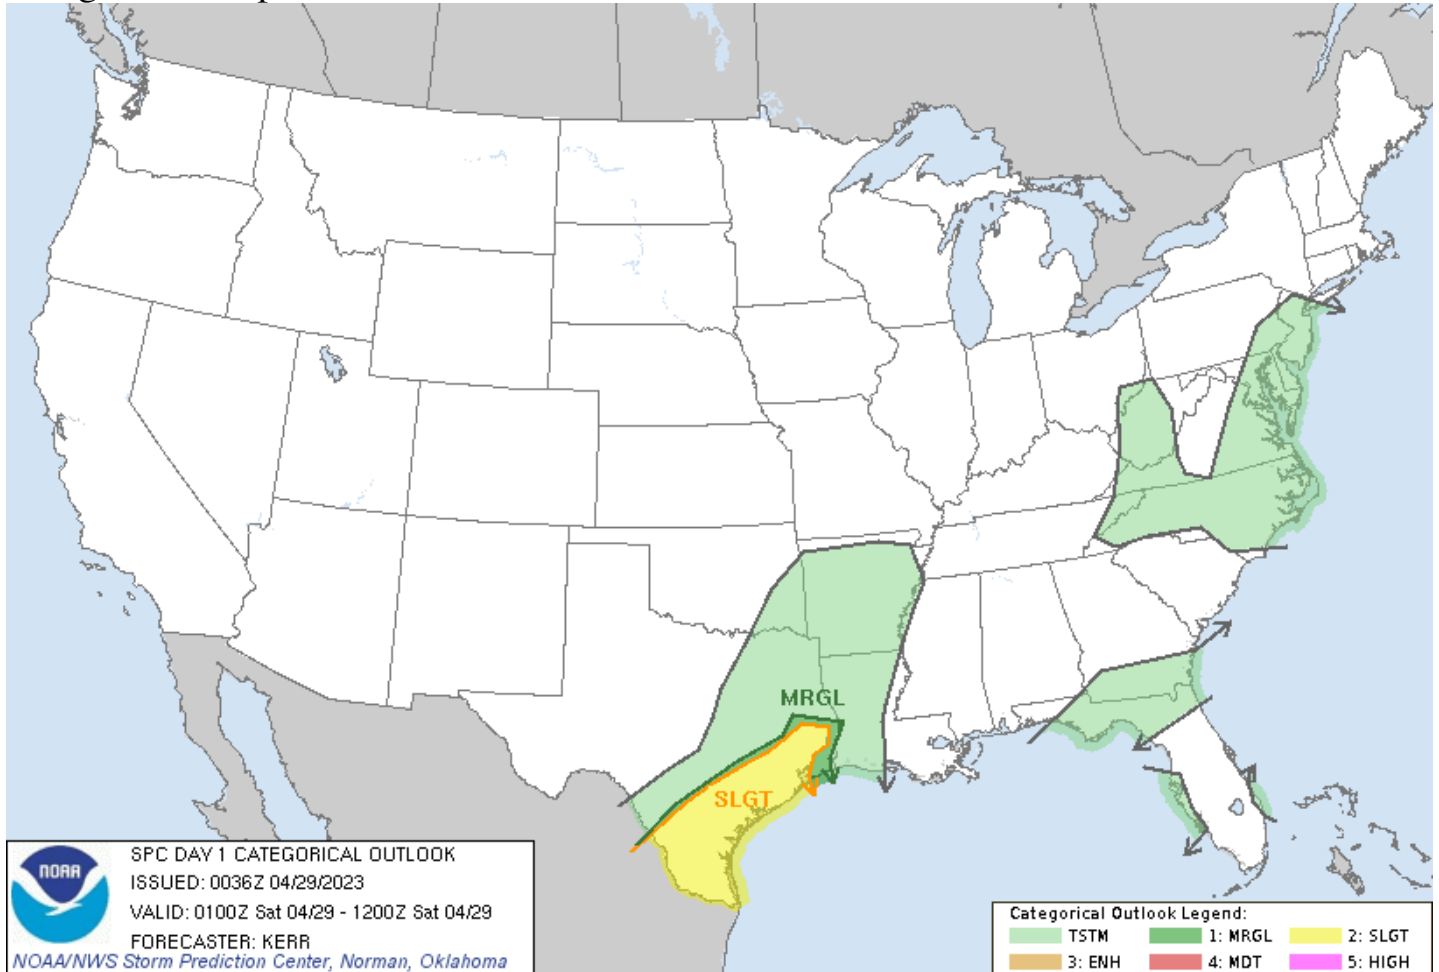 MRGL
SLGT
NOAA
SPC DAY 1 CATEGORICAL OUTLOOK
ISSUED: 0036Z 04/29/2023
VALID: 0100Z Sat 04/29 - 1200Z Sat 04/29
FORECASTER: KERR
NOAA/NWS Storm Prediction Center, Norman, Oklahoma
Categorical Outlook Legend:
TSTM 1: MRGL 2: SLGT
3: ENH 4: MDT 5: HIGH